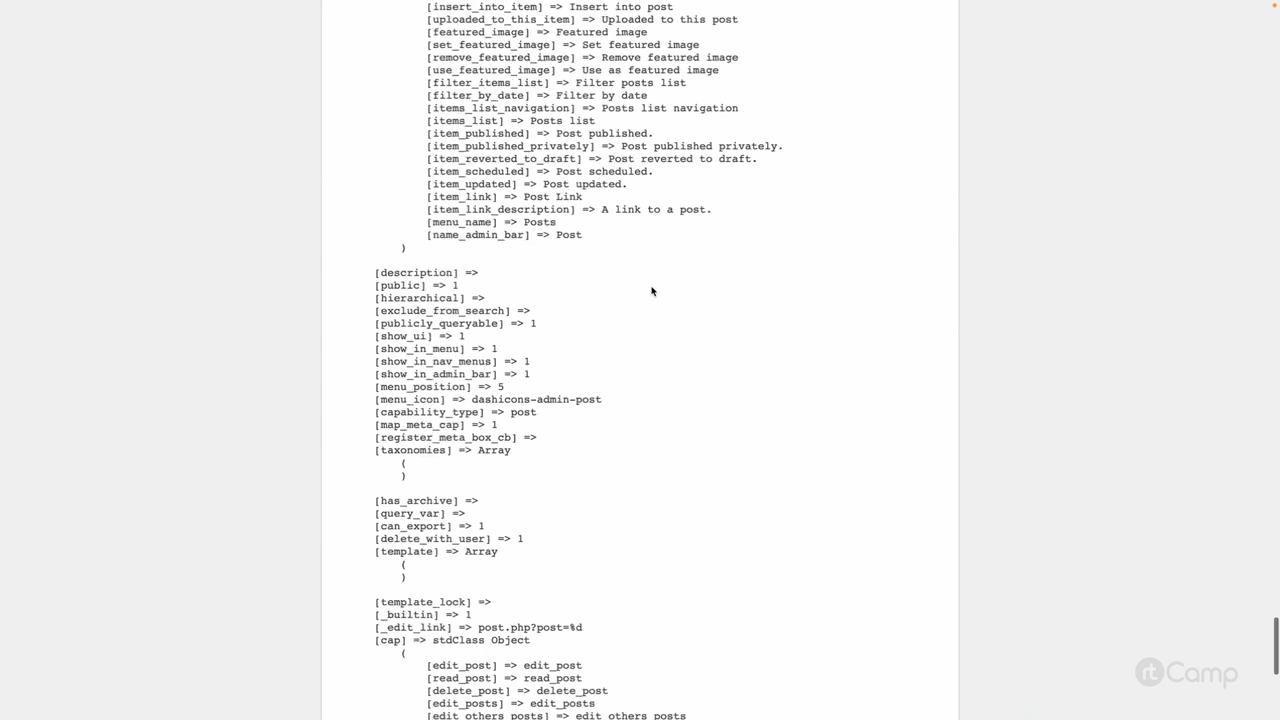 [insert_into_item] => Insert into post
[uploaded_to_this_item] => Uploaded to this post
[featured_image] => Featured image
[set_featured_image] => Set featured image
[remove_featured_image] => Remove featured image
[use_featured_image] => Use as featured image
[filter_items_list] => Filter posts list
[filter_by_date] => Filter by date
[items_list_navigation] => Posts list navigation
[items_list] => Posts list
[item_published] => Post published.
[item_published_privately] => Post published privately.
[item_reverted_to_draft] => Post reverted to draft.
[item_scheduled] => Post scheduled.
[item_updated] => Post updated.
[item_link] => Post Link
[item_link_description] => A link to a post.
[menu_name] => Posts
[name_admin_bar] => Post
)
[description] =>
[public] => 1
[hierarchical] =>
[exclude_from_search] =>
[publicly_queryable] => 1
[show_ui] => 1
[show_in_menu] => 1
[show_in_nav_menus] => 1
[show_in_admin_bar] => 1
[menu_position] => 5
[menu_icon] => dashicons-admin-post
[capability_type] => post
[map_meta_cap] => 1
[register_meta_box_cb] =>
[taxonomies] => Array
(
)
[has_archive] =>
[query_var] =>
[can_export] => 1
[delete_with_user] => 1
[template] => Array
(
)
[template_lock] =>
[_builtin] => 1
[_edit_link] => post.php?post=%d
[cap] => stdClass Object
(
[edit_post] => edit_post
[read_post] => read_post
[delete_post] => delete_post
[edit_posts] => edit_posts
[edit_others_posts] => edit_others_posts
rtCamp